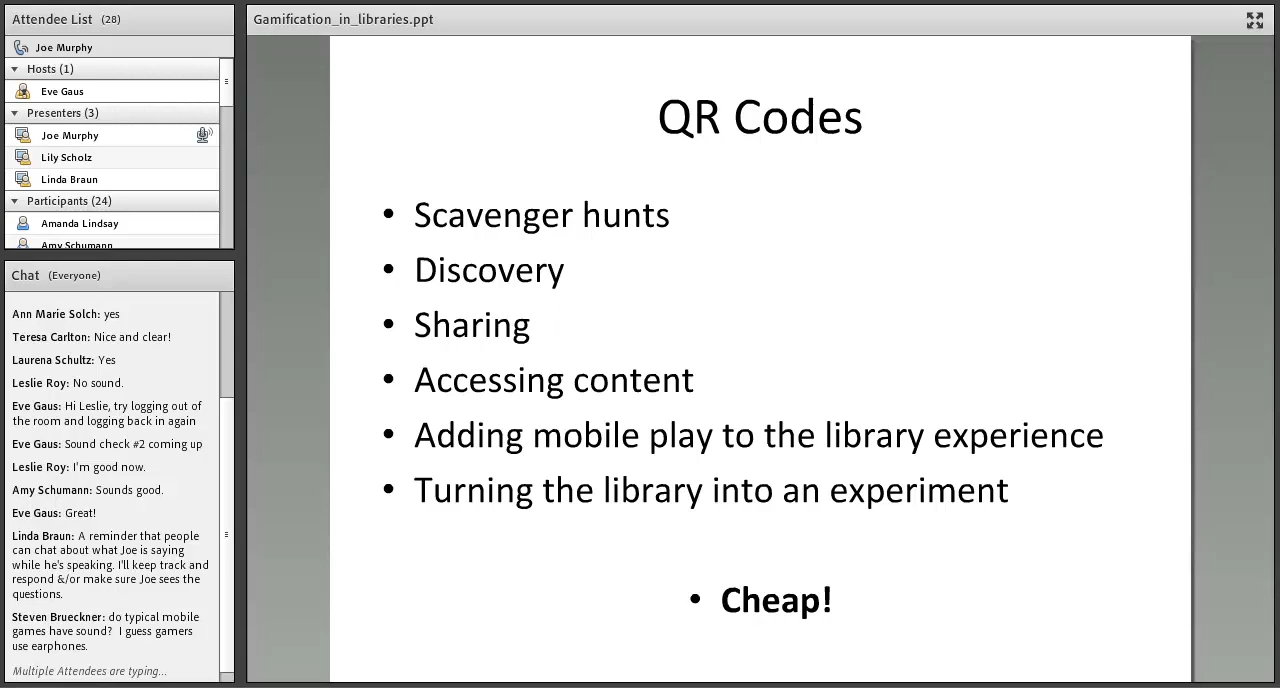 Attendee List (28)
Joe Murphy
Hosts (1)
Eve Gaus
Presenters (3)
Joe Murphy
Lily Scholz
Linda Braun
Participants (24)
Amanda Lindsay
Amy Schumann
Chat (Everyone)
Ann Marie Solch: yes
Teresa Carlton: Nice and clear!
Laurena Schultz: Yes
Leslie Roy: No sound.
Eve Gaus: Hi Leslie, try logging out of
the room and logging back in again
Eve Gaus: Sound check #2 coming up
Leslie Roy: I'm good now.
Amy Schumann: Sounds good.
Eve Gaus: Great!
Linda Braun: A reminder that people
can chat about what Joe is saying
while he's speaking. I'll keep track and
respond &/or make sure Joe sees the
questions.
Steven Brueckner: do typical mobile
games have sound?  I guess gamers
use earphones.
Multiple Attendees are typing...
Gamification_in_libraries.ppt
QR Codes
• Scavenger hunts
• Discovery
• Sharing
• Accessing content
• Adding mobile play to the library experience
• Turning the library into an experiment
• Cheap!